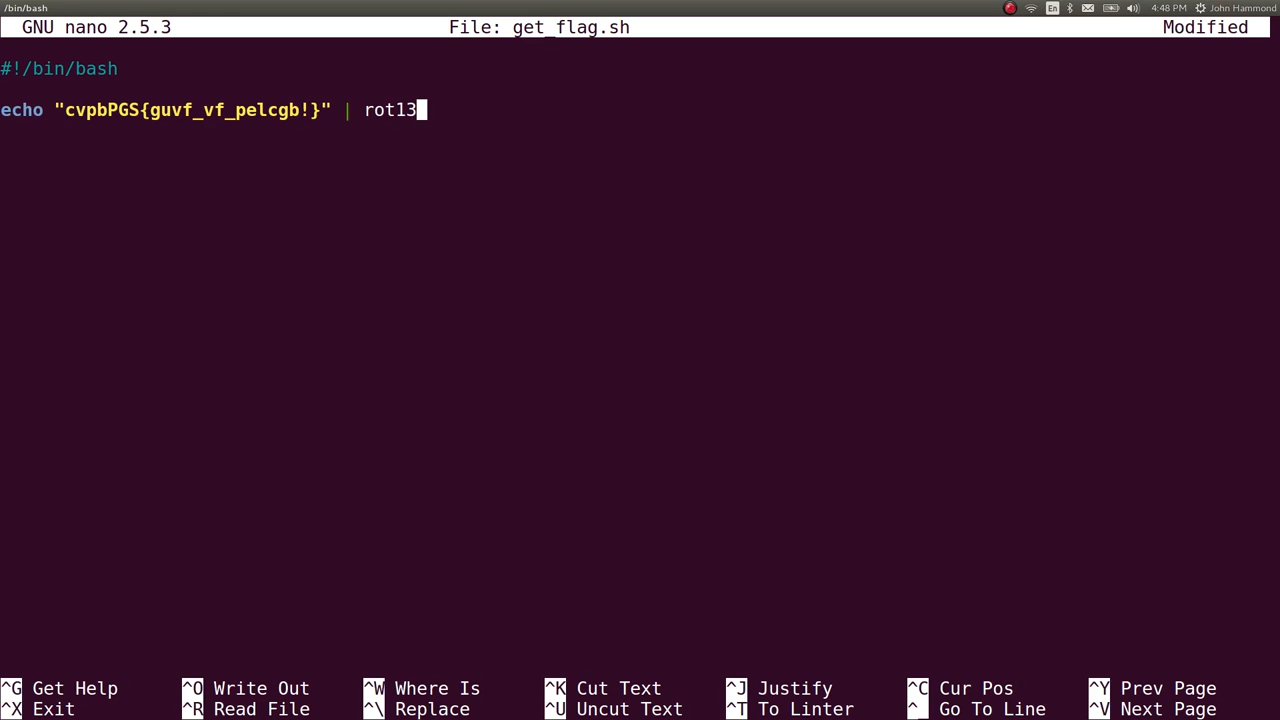 /bin/bash En 4:48 PM John Hammond
GNU nano 2.5.3 File: get_flag.sh Modified
#!/bin/bash
echo "cvpbPGS{guvf_vf_pelcgb!}" | rot13
^G Get Help ^O Write Out ^W Where Is ^K Cut Text ^J Justify ^C Cur Pos ^Y Prev Page
^X Exit ^R Read File ^\ Replace ^U Uncut Text ^T To Linter ^_ Go To Line ^V Next Page